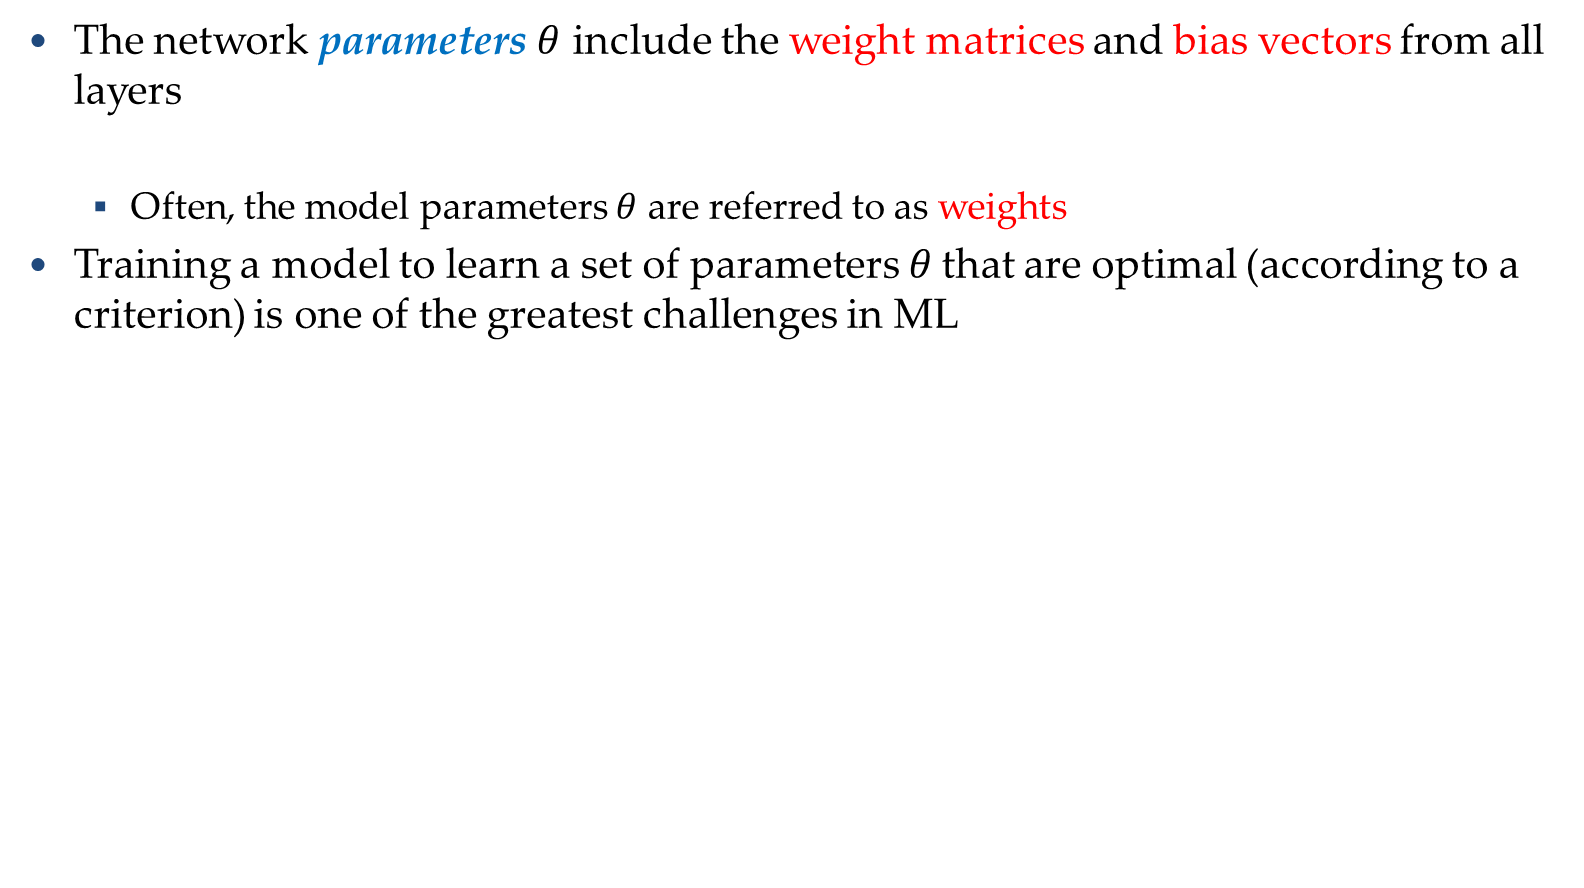 • The network parameters θ include the weight matrices and bias vectors from all
layers
▪ Often, the model parameters θ are referred to as weights
• Training a model to learn a set of parameters θ that are optimal (according to a
criterion) is one of the greatest challenges in ML